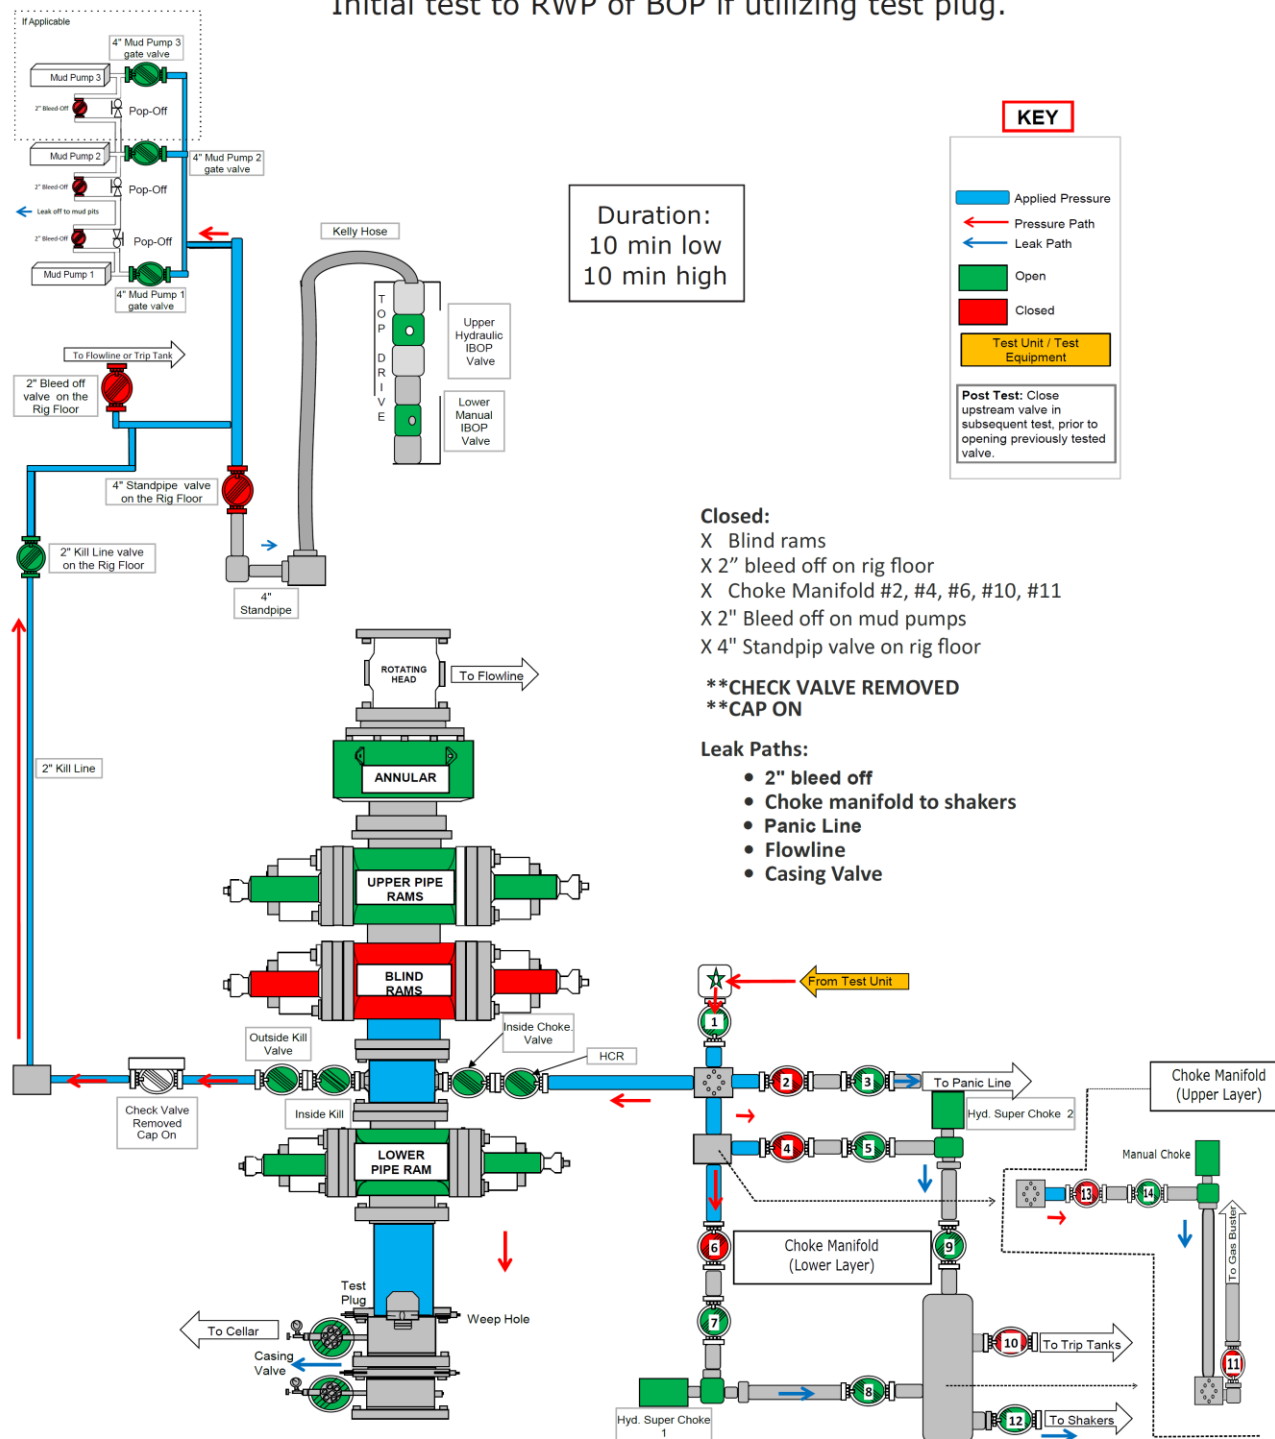 Initial test to RWP of BOP if utilizing test plug.
If Applicable
4" Mud Pump 3
gate valve
Mud Pump 3
2" Bleed-Off
Pop-Off
Mud Pump 2
4" Mud Pump 2
gate valve
2" Bleed-Off
Pop-Off
Leak off to mud pits
2" Bleed-Off
Pop-Off
Mud Pump 1
4" Mud Pump 1
gate valve
To Flowline or Trip Tank
2" Bleed off
valve on the
Rig Floor
4" Standpipe valve
on the Rig Floor
2" Kill Line valve
on the Rig Floor
4"
Standpipe
Kelly Hose
TOP DRIVE
Upper
Hydraulic
IBOP
Valve
Lower
Manual
IBOP
Valve
Duration:
10 min low
10 min high
KEY
Applied Pressure
Pressure Path
Leak Path
Open
Closed
Test Unit / Test
Equipment
Post Test: Close
upstream valve in
subsequent test, prior to
opening previously tested
valve.
Closed:
X Blind rams
X 2” bleed off on rig floor
X Choke Manifold #2, #4, #6, #10, #11
X 2" Bleed off on mud pumps
X 4" Standpip valve on rig floor
**CHECK VALVE REMOVED
**CAP ON
Leak Paths:
• 2" bleed off
• Choke manifold to shakers
• Panic Line
• Flowline
• Casing Valve
ROTATING
HEAD
To Flowline
ANNULAR
UPPER PIPE
RAMS
BLIND
RAMS
2" Kill Line
Outside Kill
Valve
Inside Choke.
Valve
HCR
Check Valve
Removed
Cap On
Inside Kill
LOWER
PIPE RAM
Test
Plug
Weep Hole
To Cellar
Casing
Valve
From Test Unit
1
2
3
To Panic Line
Hyd. Super Choke 2
4
5
6
Choke Manifold
(Lower Layer)
9
7
10
To Trip Tanks
8
Hyd. Super Choke
1
12
To Shakers
Choke Manifold
(Upper Layer)
Manual Choke
13
14
To Gas Buster
11